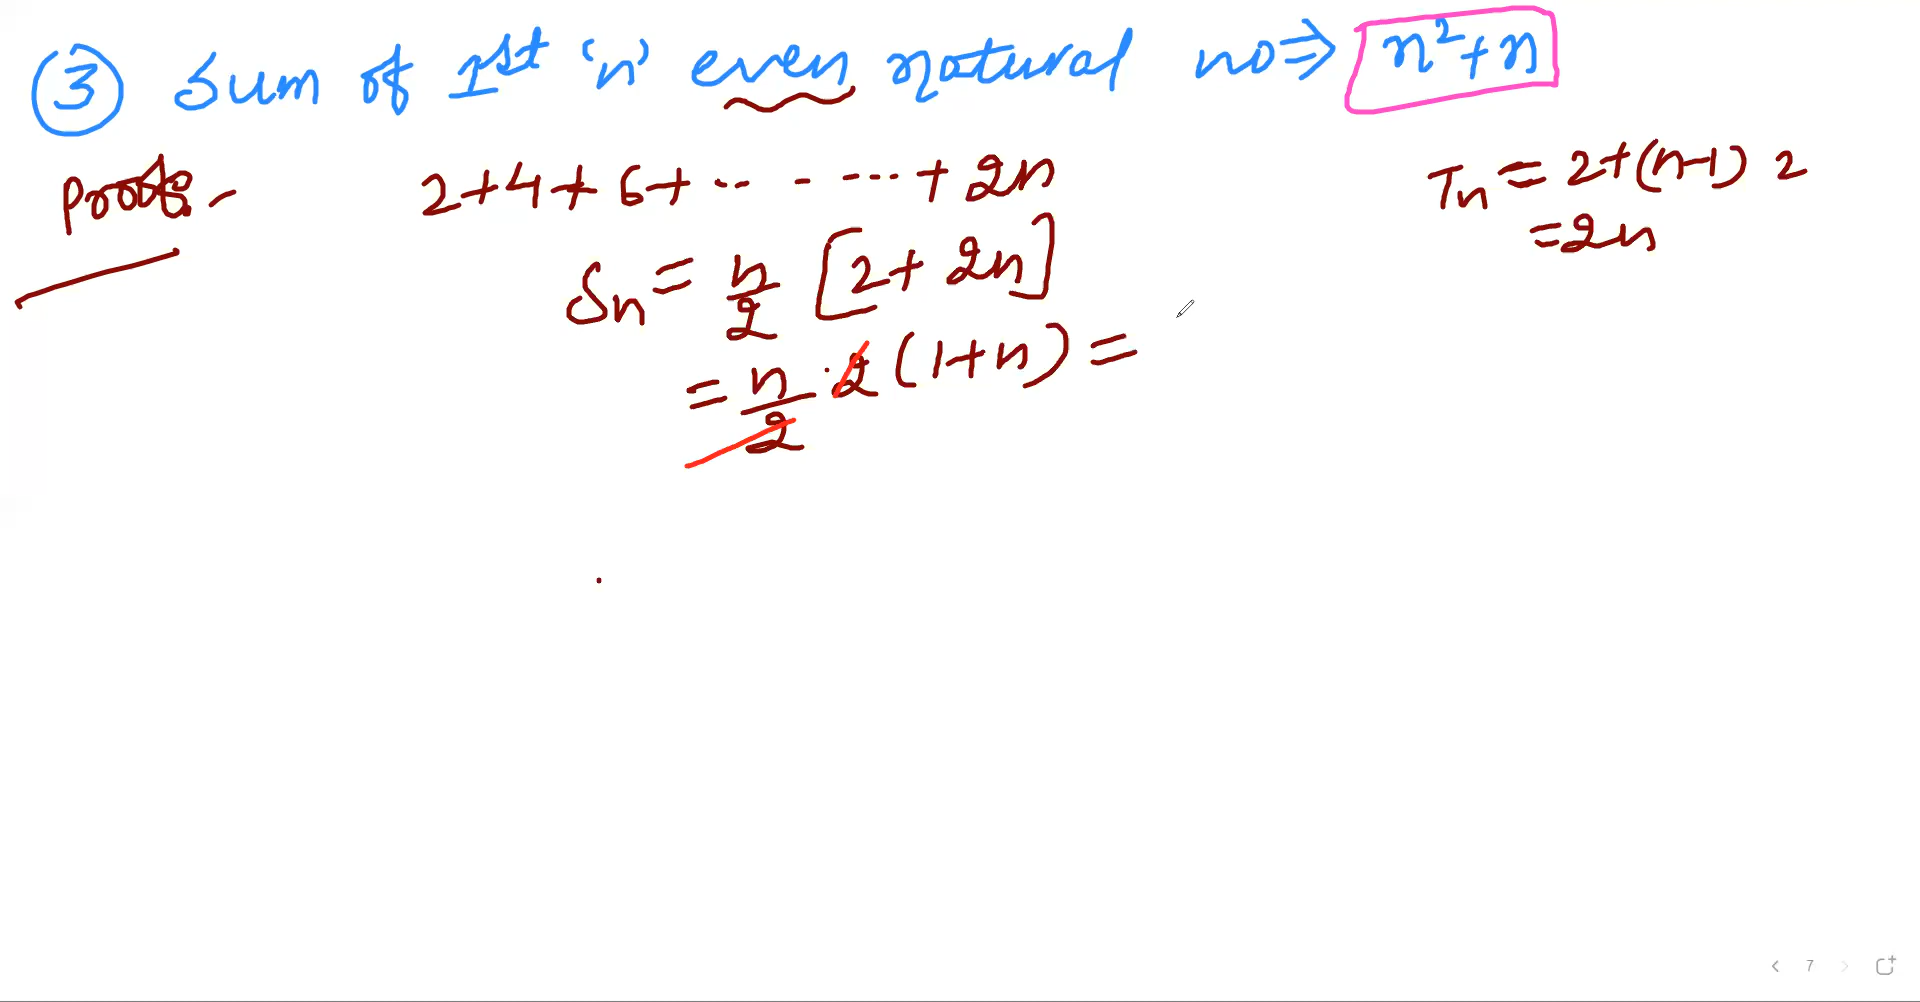 ③ Sum of 1st 'n' even natural no ⇒ n²+n
Proof:-
2+4+6+ .. - ... + 2n
Tn = 2+(n-1) 2
= 2n
Sn = n/2 [2+2n]
= n/2 · 2 (1+n) =
7